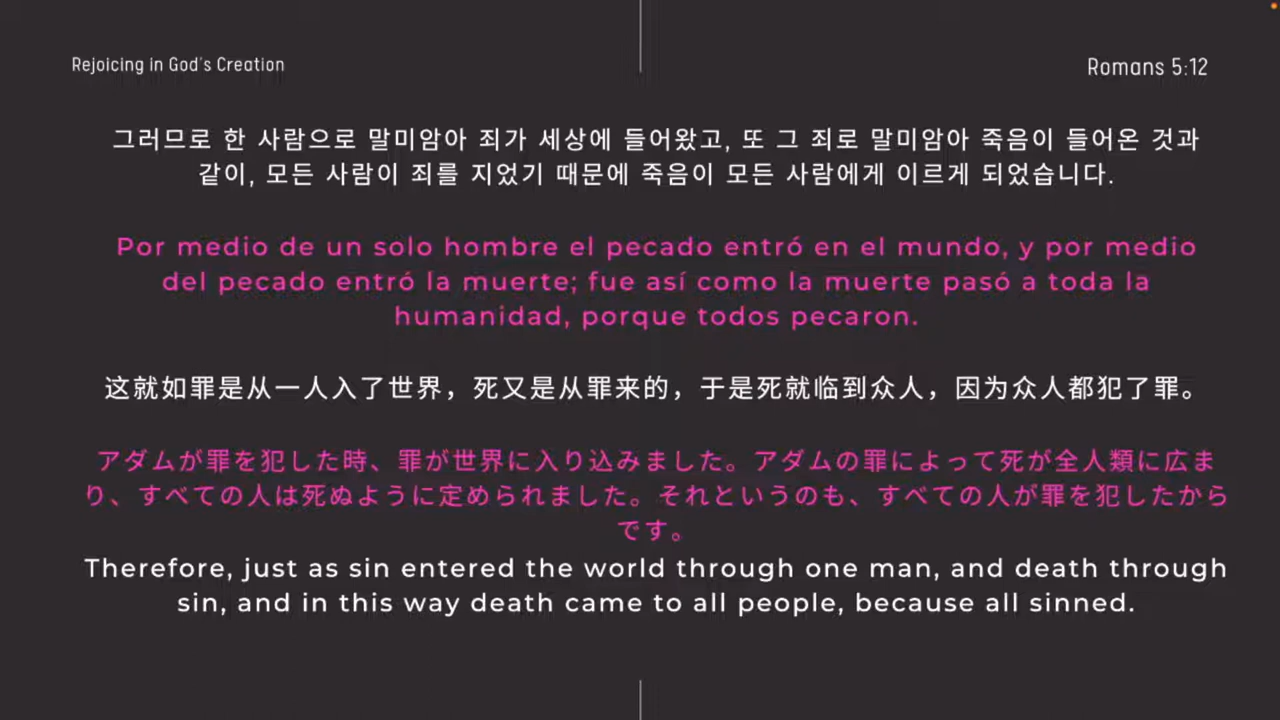 Rejoicing in God's Creation
Romans 5:12
그러므로 한 사람으로 말미암아 죄가 세상에 들어왔고, 또 그 죄로 말미암아 죽음이 들어온 것과
같이, 모든 사람이 죄를 지었기 때문에 죽음이 모든 사람에게 이르게 되었습니다.
Por medio de un solo hombre el pecado entró en el mundo, y por medio
del pecado entró la muerte; fue así como la muerte pasó a toda la
humanidad, porque todos pecaron.
这就如罪是从一人入了世界，死又是从罪来的，于是死就临到众人，因为众人都犯了罪。
アダムが罪を犯した時、罪が世界に入り込みました。アダムの罪によって死が全人類に広ま
り、すべての人は死ぬように定められました。それというのも、すべての人が罪を犯したから
です。
Therefore, just as sin entered the world through one man, and death through
sin, and in this way death came to all people, because all sinned.